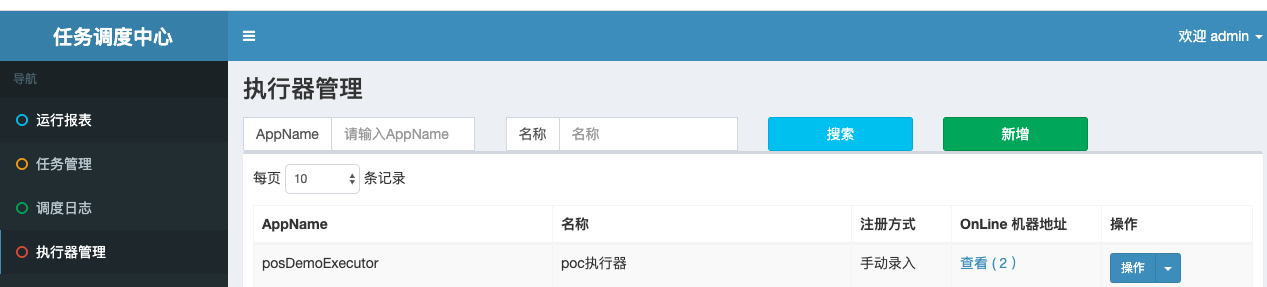 任务调度中心
欢迎 admin
导航
运行报表
任务管理
调度日志
执行器管理
执行器管理
AppName 请输入AppName 名称 名称 搜索 新增
每页 10 条记录
AppName 名称 注册方式 OnLine 机器地址 操作
posDemoExecutor poc执行器 手动录入 查看 ( 2 ) 操作